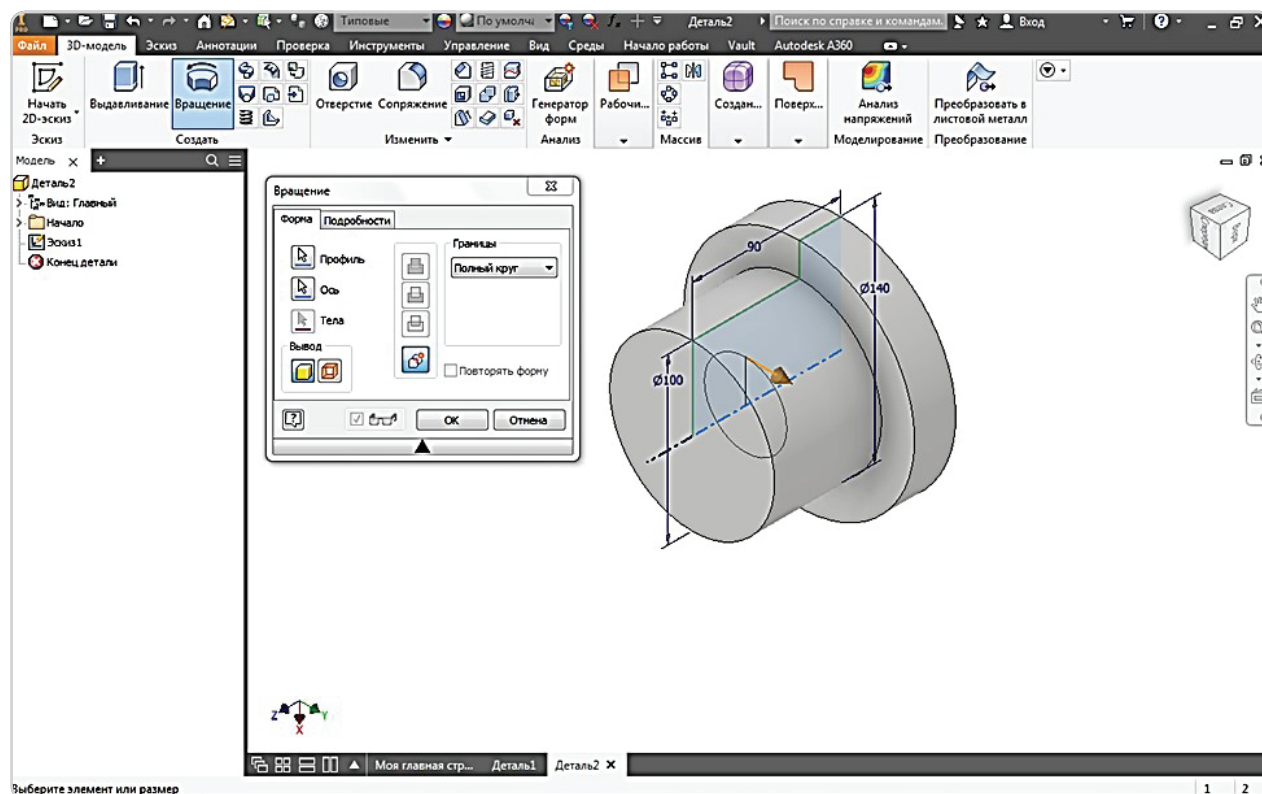 PRO
Типовые
По умолч
Деталь2
Поиск по справке и командам.
Вход
Файл 3D-модель Эскиз Аннотации Проверка Инструменты Управление Вид Среды Начало работы Vault Autodesk A360
Начать 2D-эскиз
Выдавливание
Вращение
Отверстие
Сопряжение
Генератор форм
Рабочи...
Создан...
Поверх...
Анализ напряжений
Преобразовать в листовой металл
Эскиз Создать Изменить Анализ Массив Моделирование Преобразование
Модель
Деталь2
Вид: Главный
Начало
Эскиз1
Конец детали
Вращение
Форма Подробности
Профиль
Ось
Тела
Вывод
Границы
Полный круг
Повторять форму
OK
Отмена
90
Ø140
Ø100
Z
Y
X
Моя главная стр... Деталь1 Деталь2
Выберите элемент или размер
1 2